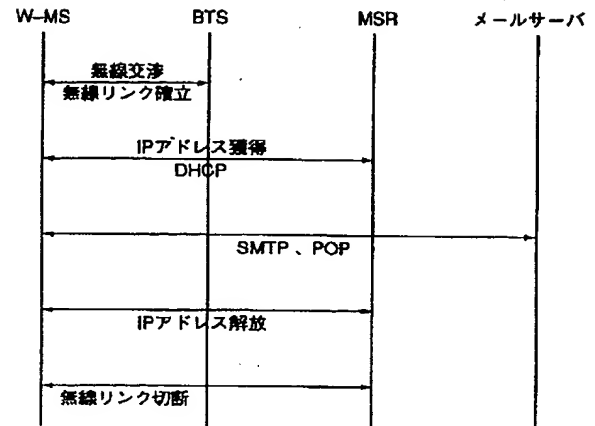 W-MS
BTS
MSR
メールサーバ
無線交渉
無線リンク確立
IPアドレス獲得
DHCP
SMTP 、POP
IPアドレス解放
無線リンク切断